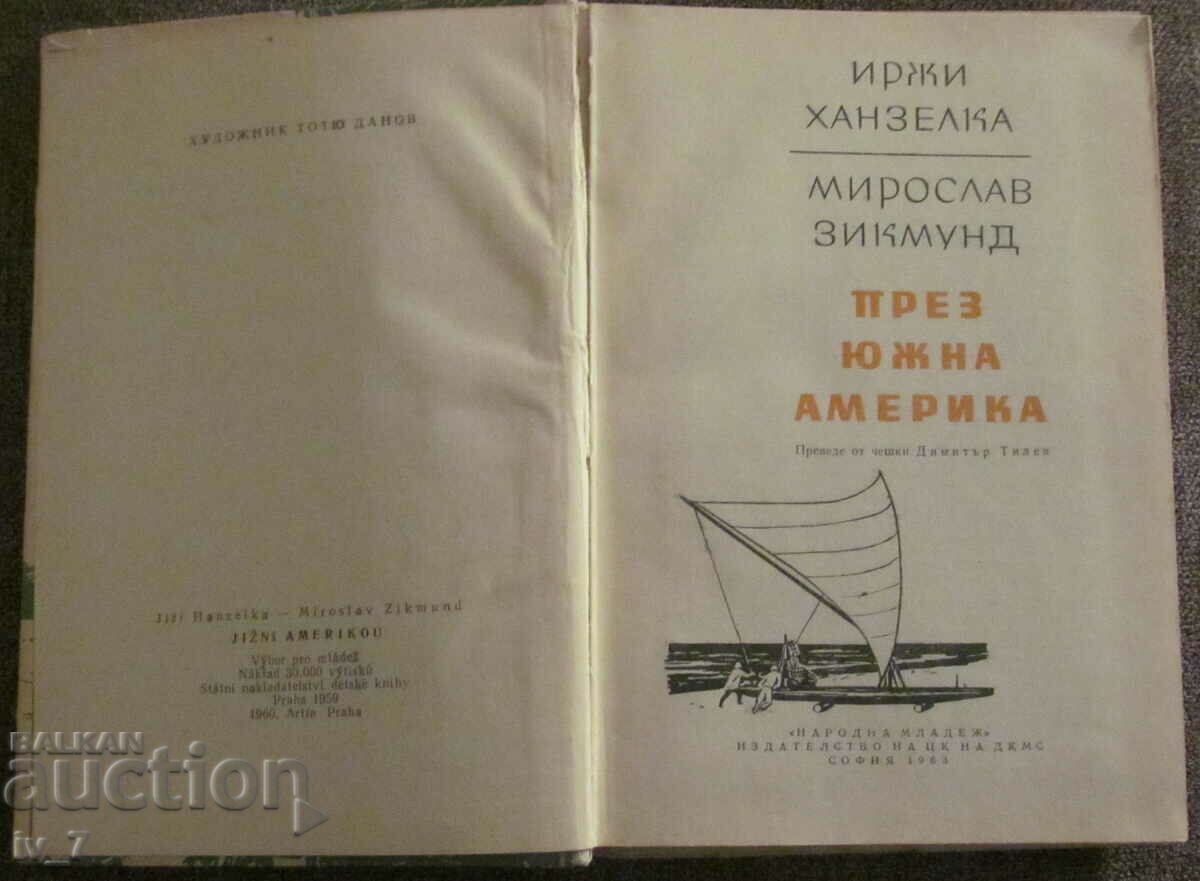 ХУДОЖНИК ТОТЮ ДАНОВ
Jiří Hanzelka — Miroslav Zikmund
JIŽNÍ AMERIKOU
Výbor pro mládež
Náklad 30.000 výtisků
Státní nakladatelství dětské knihy
Praha 1959
1960, Artia Praha
ИРЖИ
ХАНЗЕЛКА
МИРОСЛАВ
ЗИКМУНД
ПРЕЗ
ЮЖНА
АМЕРИКА
Преведе от чешки Димитър Тилев
«НАРОДНА МЛАДЕЖ»
ИЗДАТЕЛСТВО НА ЦК НА ДКМС
СОФИЯ 1963
BALKAN
auction
iv_7